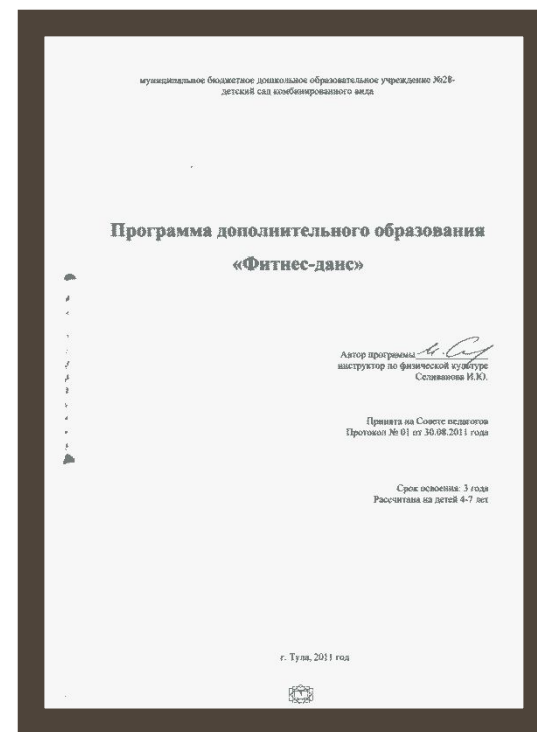 муниципальное бюджетное дошкольное образовательное учреждение №28-
детский сад комбинированного вида
Программа дополнительного образования
«Фитнес-данс»
Автор программы
инструктор по физической культуре
Селиванова И.Ю.
Принята на Совете педагогов
Протокол № 01 от 30.08.2011 года
Срок освоения: 3 года
Рассчитана на детей 4-7 лет
г. Тула, 2011 год